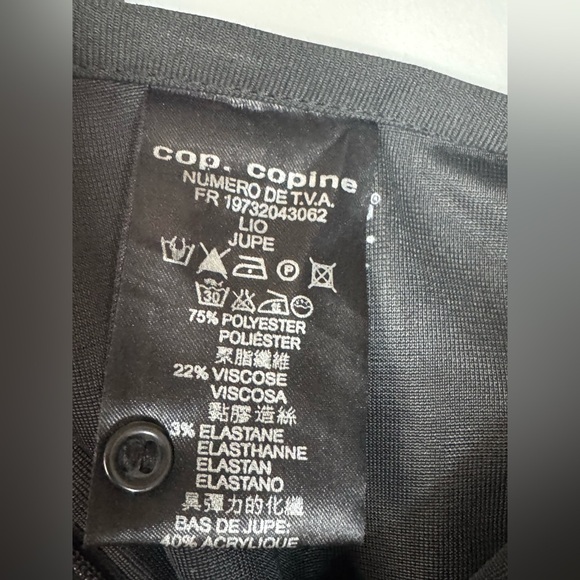 cop. copine
NUMERO DE T.V.A.
FR 19732043062
LIO
JUPE
P
30
75% POLYESTER
POLIÉSTER
聚脂纖維
22% VISCOSE
VISCOSA
黏膠造絲
3% ELASTANE
ELASTHANNE
ELASTAN
ELASTANO
具彈力的化纖
BAS DE JUPE:
40% ACRYLIQUE